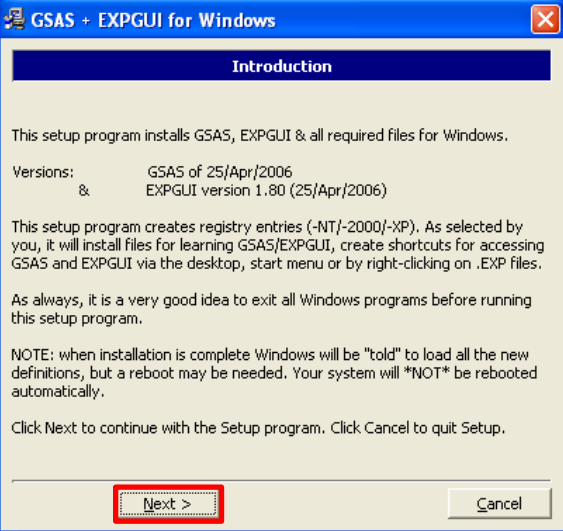 GSAS + EXPGUI for Windows
Introduction
This setup program installs GSAS, EXPGUI & all required files for Windows.
Versions: GSAS of 25/Apr/2006
& EXPGUI version 1.80 (25/Apr/2006)
This setup program creates registry entries (-NT/-2000/-XP). As selected by
you, it will install files for learning GSAS/EXPGUI, create shortcuts for accessing
GSAS and EXPGUI via the desktop, start menu or by right-clicking on .EXP files.
As always, it is a very good idea to exit all Windows programs before running
this setup program.
NOTE: when installation is complete Windows will be "told" to load all the new
definitions, but a reboot may be needed. Your system will *NOT* be rebooted
automatically.
Click Next to continue with the Setup program. Click Cancel to quit Setup.
Next > Cancel